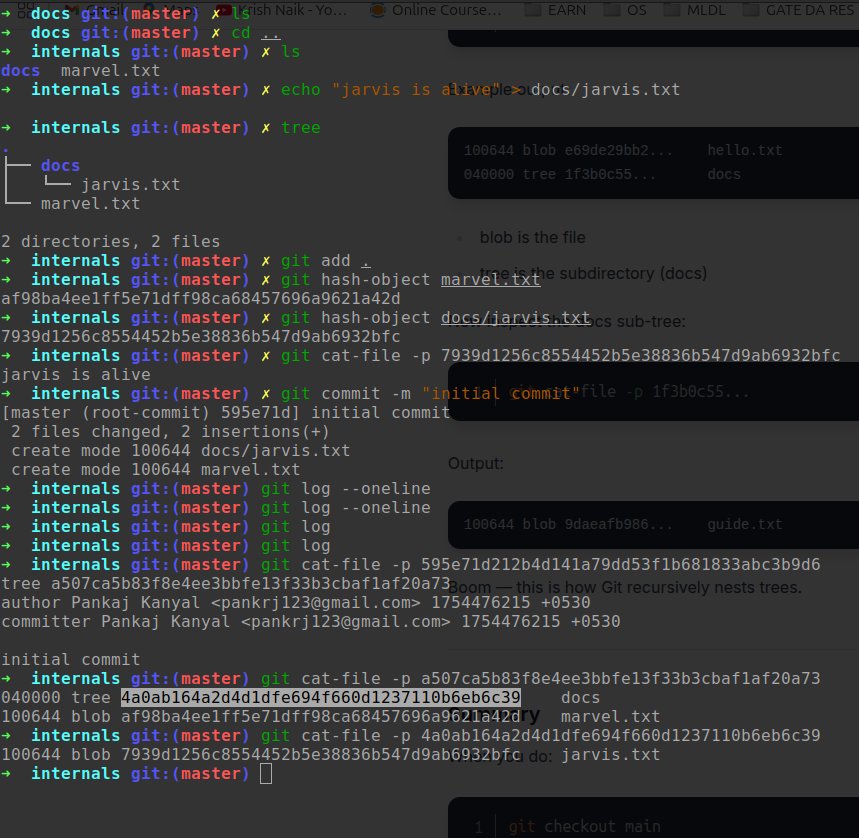 Krish Naik - Yo... Online Course... EARN OS MLDL GATE DA RES
➜ docs git:(master) ✗ ls
➜ docs git:(master) ✗ cd ..
➜ internals git:(master) ✗ ls
docs marvel.txt
➜ internals git:(master) ✗ echo "jarvis is alive" > docs/jarvis.txt
Example output:
➜ internals git:(master) ✗ tree
.
├── docs
│   └── jarvis.txt
└── marvel.txt
100644 blob e69de29bb2... hello.txt
040000 tree 1f3b0c55... docs
2 directories, 2 files
blob is the file
➜ internals git:(master) ✗ git add .
➜ internals git:(master) ✗ git hash-object marvel.txt
tree is the subdirectory (docs)
af98ba4ee1ff5e71dff98ca68457696a9621a42d
➜ internals git:(master) ✗ git hash-object docs/jarvis.txt
Now inspect the docs sub-tree:
7939d1256c8554452b5e38836b547d9ab6932bfc
➜ internals git:(master) ✗ git cat-file -p 7939d1256c8554452b5e38836b547d9ab6932bfc
jarvis is alive
➜ internals git:(master) ✗ git commit -m "initial commit"
git cat-file -p 1f3b0c55...
[master (root-commit) 595e71d] initial commit
2 files changed, 2 insertions(+)
create mode 100644 docs/jarvis.txt
create mode 100644 marvel.txt
Output:
➜ internals git:(master) git log --oneline
➜ internals git:(master) git log --oneline
➜ internals git:(master) git log
100644 blob 9daeafb986... guide.txt
➜ internals git:(master) git log
➜ internals git:(master) git cat-file -p 595e71d212b4d141a79dd53f1b681833abc3b9d6
tree a507ca5b83f8e4ee3bbfe13f33b3cbaf1af20a73
Boom — this is how Git recursively nests trees.
author Pankaj Kanyal <pankrj123@gmail.com> 1754476215 +0530
committer Pankaj Kanyal <pankrj123@gmail.com> 1754476215 +0530
initial commit
➜ internals git:(master) git cat-file -p a507ca5b83f8e4ee3bbfe13f33b3cbaf1af20a73
040000 tree 4a0ab164a2d4d1dfe694f660d1237110b6eb6c39 docs
100644 blob af98ba4ee1ff5e71dff98ca68457696a9621a42d marvel.txt
Summary
➜ internals git:(master) git cat-file -p 4a0ab164a2d4d1dfe694f660d1237110b6eb6c39
100644 blob 7939d1256c8554452b5e38836b547d9ab6932bfc jarvis.txt
When you do:
➜ internals git:(master)
1 git checkout main